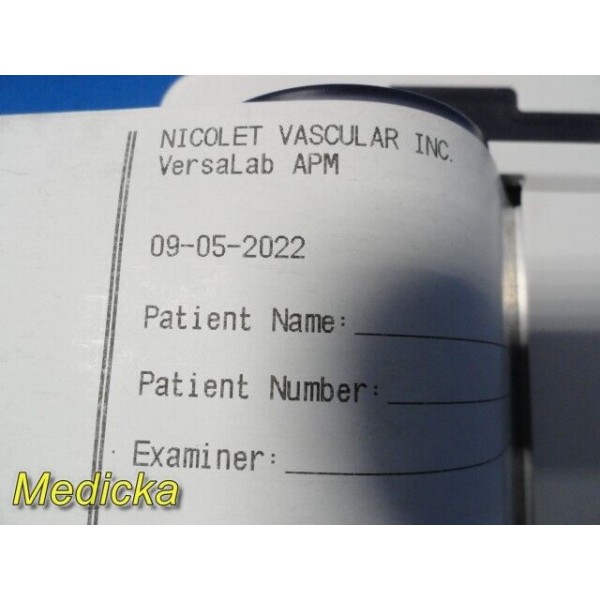 NICOLET VASCULAR INC.
VersaLab APM
09-05-2022
Patient Name:
Patient Number:
Examiner:
Medicka